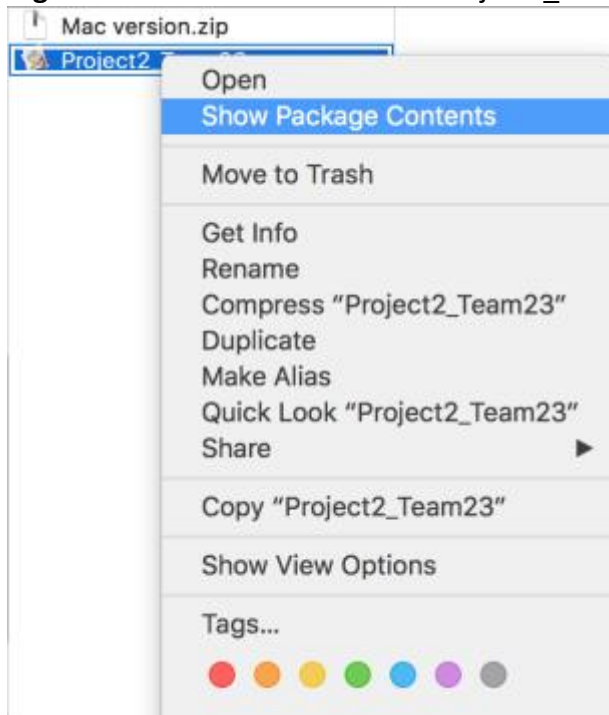 Mac version.zip
Project2
Open
Show Package Contents
Move to Trash
Get Info
Rename
Compress “Project2_Team23”
Duplicate
Make Alias
Quick Look “Project2_Team23”
Share
Copy “Project2_Team23”
Show View Options
Tags...